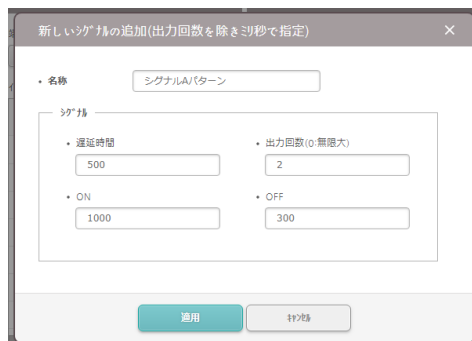 新しいｼｸﾞﾅﾙの追加(出力回数を除きﾐﾘ秒で指定)
名称
シグナルAパターン
ｼｸﾞﾅﾙ
遅延時間
出力回数(0:無限大)
500
2
ON
OFF
1000
300
適用
ｷｬﾝｾﾙ